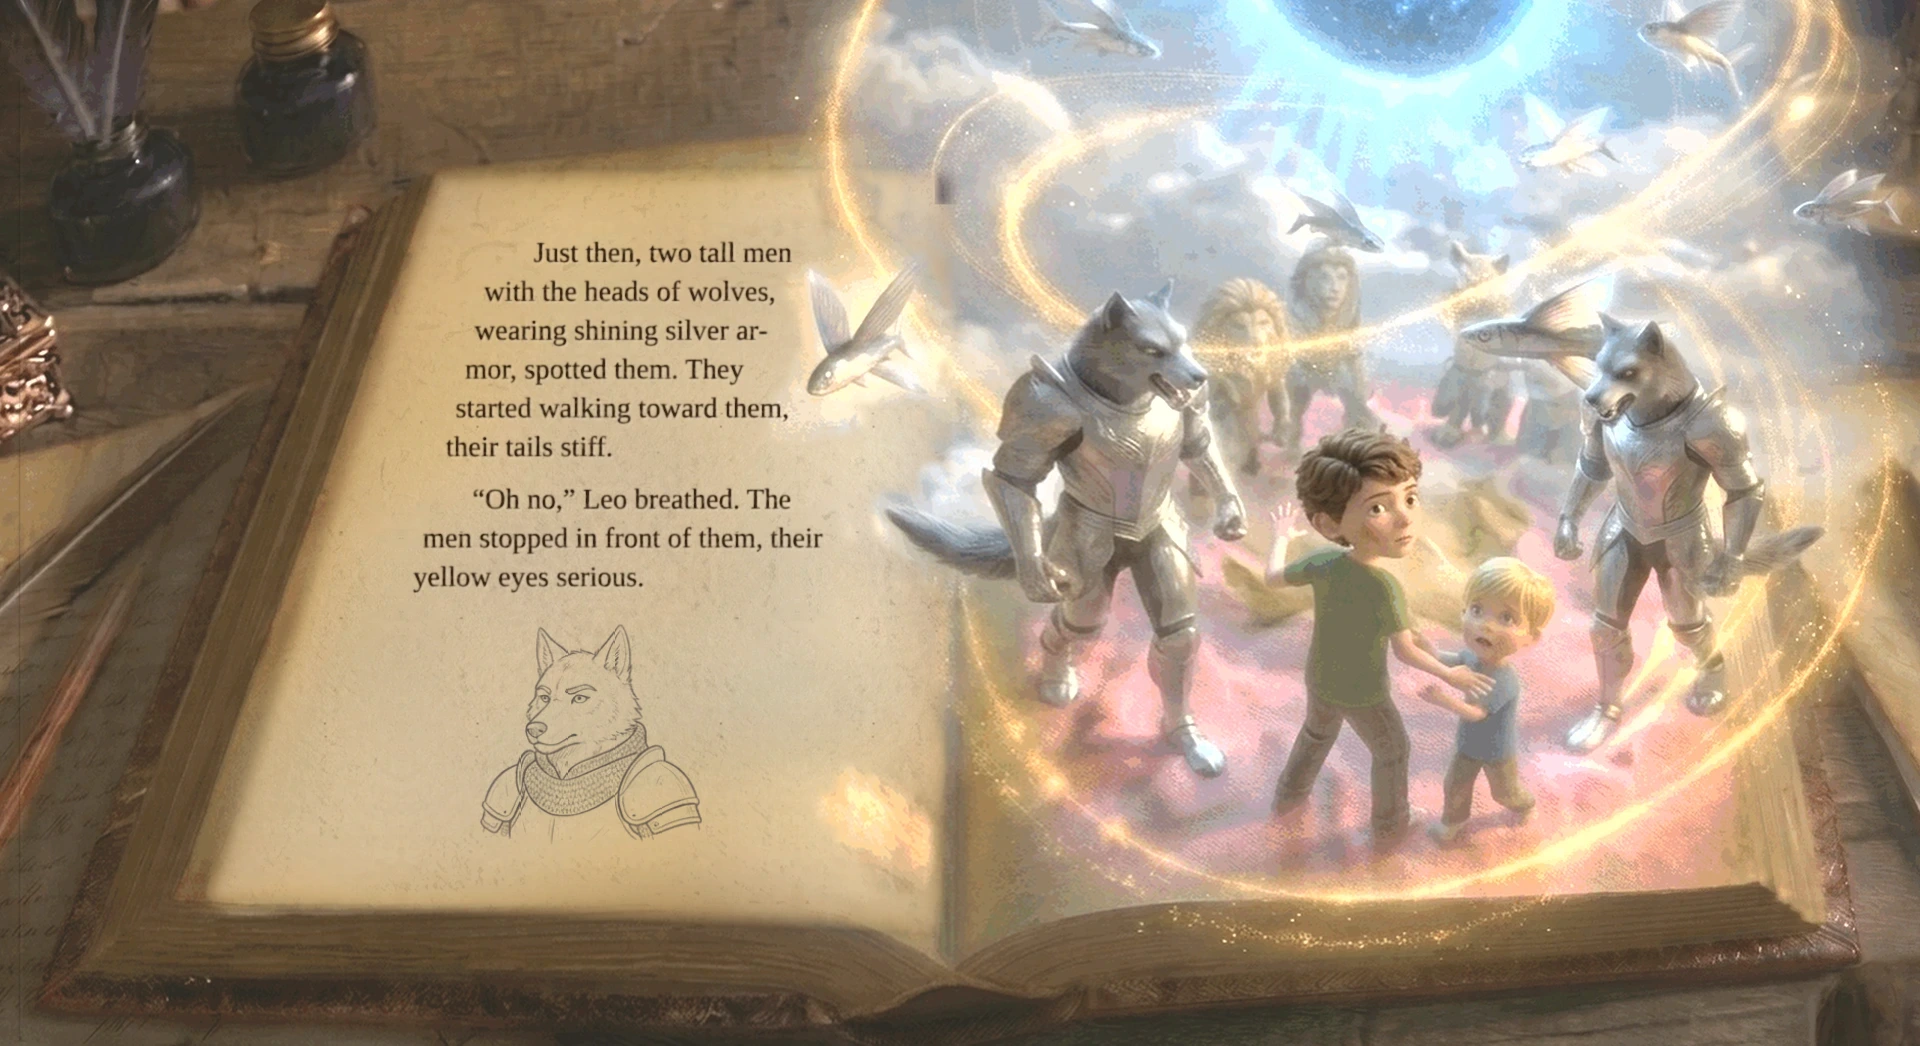 Just then, two tall men
with the heads of wolves,
wearing shining silver ar-
mor, spotted them. They
started walking toward them,
their tails stiff.
“Oh no,” Leo breathed. The
men stopped in front of them, their
yellow eyes serious.